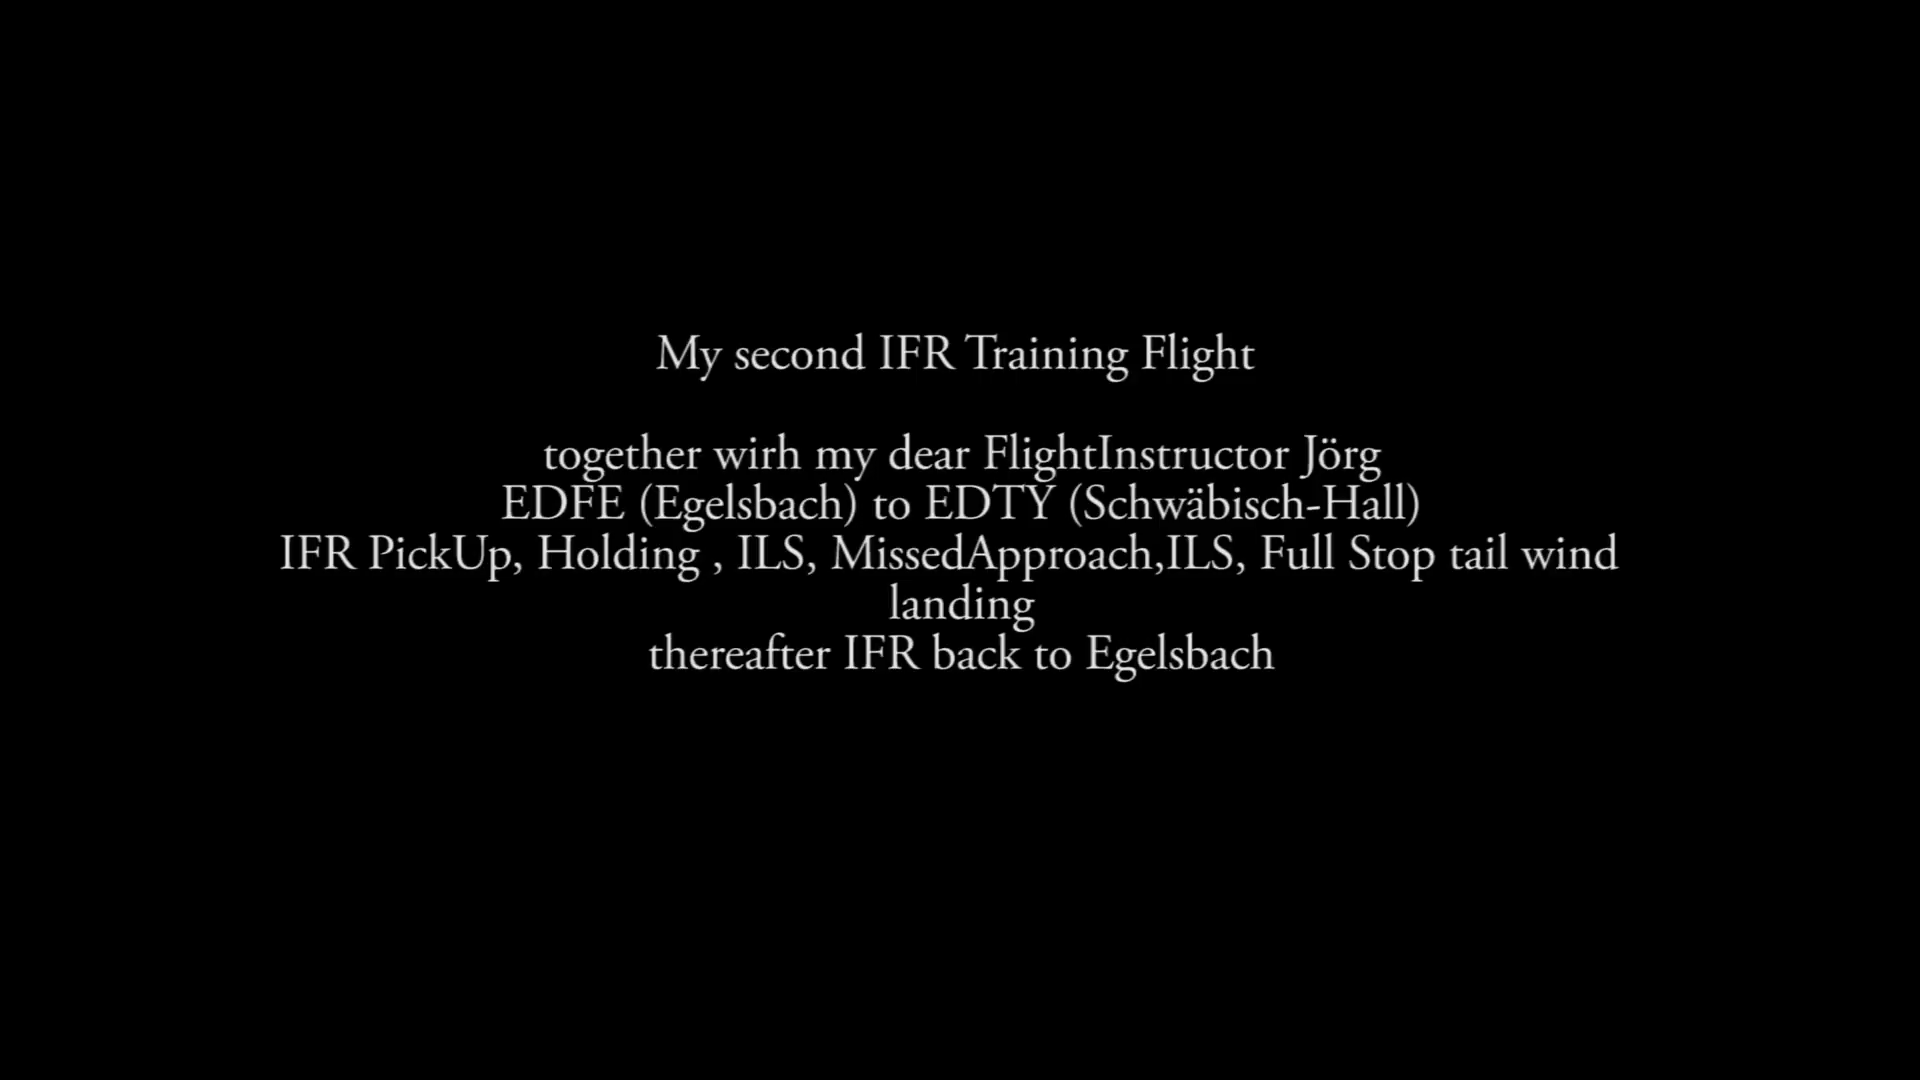 My second IFR Training Flight
together wirh my dear FlightInstructor Jörg
EDFE (Egelsbach) to EDTY (Schwäbisch-Hall)
IFR PickUp, Holding , ILS, MissedApproach,ILS, Full Stop tail wind
landing
thereafter IFR back to Egelsbach